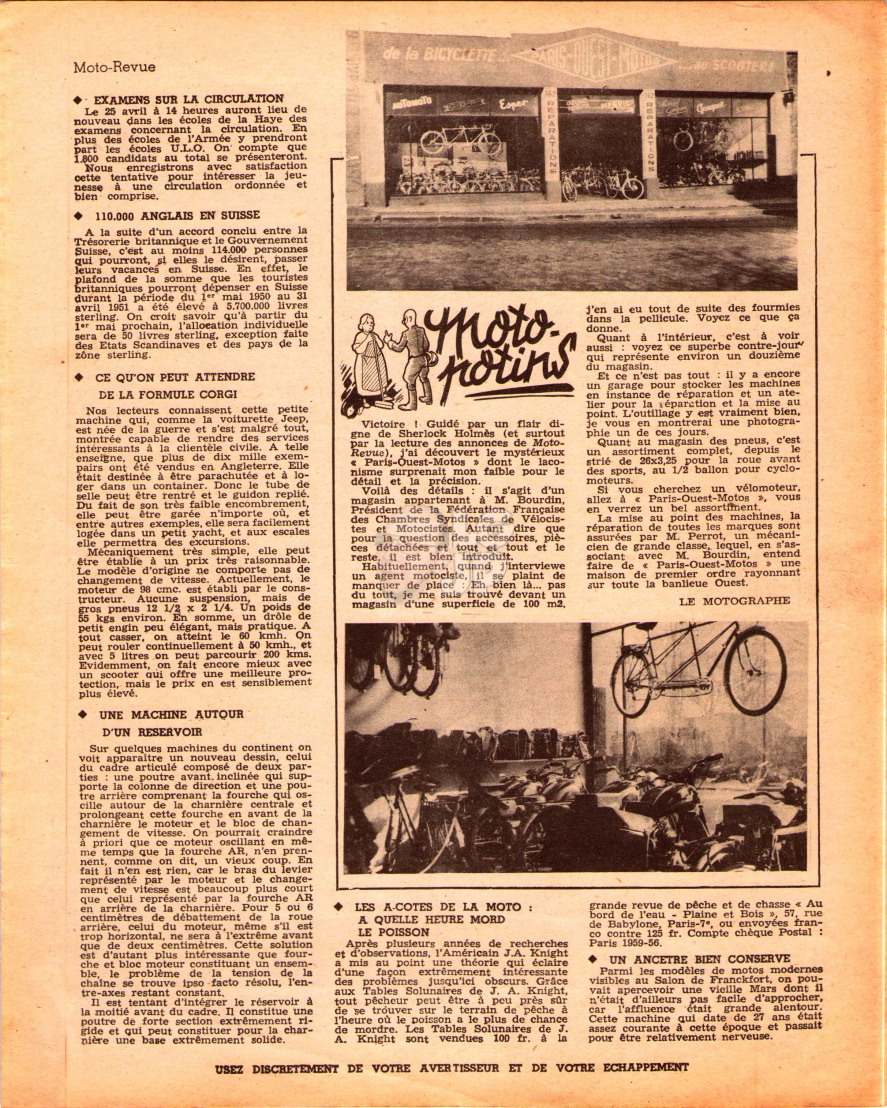 Moto-Revue
◆ EXAMENS SUR LA CIRCULATION
Le 25 avril à 14 heures auront lieu de
nouveau dans les écoles de la Haye des
examens concernant la circulation. En
plus des écoles de l'Armée y prendront
part les écoles U.L.O. On compte que
1.800 candidats au total se présenteront.
Nous enregistrons avec satisfaction
cette tentative pour intéresser la jeu-
nesse à une circulation ordonnée et
bien comprise.
◆ 110.000 ANGLAIS EN SUISSE
A la suite d'un accord conclu entre la
Trésorerie britannique et le Gouvernement
Suisse, c'est au moins 114.000 personnes
qui pourront, si elles le désirent, passer
leurs vacances en Suisse. En effet, le
plafond de la somme que les touristes
britanniques pourront dépenser en Suisse
durant la période du 1er mai 1950 au 31
avril 1951 a été élevé à 5.700.000 livres
sterling. On croit savoir qu'à partir du
1er mai prochain, l'allocation individuelle
sera de 50 livres sterling, exception faite
des Etats Scandinaves et des pays de la
zône sterling.
◆ CE QU'ON PEUT ATTENDRE
DE LA FORMULE CORGI
Nos lecteurs connaissent cette petite
machine qui, comme la voiturette Jeep,
est née de la guerre et s'est malgré tout,
montrée capable de rendre des services
intéressants à la clientèle civile. A telle
enseigne, que plus de dix mille exem-
pairs ont été vendus en Angleterre. Elle
était destinée à être parachutée et à lo-
ger dans un container. Donc le tube de
selle peut être rentré et le guidon replié.
Du fait de son très faible encombrement,
elle peut être garée n'importe où, et
entre autres exemples, elle sera facilement
logée dans un petit yacht, et aux escales
elle permettra des excursions.
Mécaniquement très simple, elle peut
être établie à un prix très raisonnable.
Le modèle d'origine ne comporte pas de
changement de vitesse. Actuellement, le
moteur de 98 cmc. est établi par le cons-
tructeur. Aucune suspension, mais de
gros pneus 12 1/2 x 2 1/4. Un poids de
55 kgs environ. En somme, un drôle de
petit engin peu élégant, mais pratique. A
tout casser, on atteint le 60 kmh. On
peut rouler continuellement à 50 kmh., et
avec 5 litres on peut parcourir 200 kms.
Evidemment, on fait encore mieux avec
un scooter qui offre une meilleure pro-
tection, mais le prix en est sensiblement
plus élevé.
◆ UNE MACHINE AUTOUR
D'UN RESERVOIR
Sur quelques machines du continent on
voit apparaître un nouveau dessin, celui
du cadre articulé composé de deux par-
ties : une poutre avant inclinée qui sup-
porte la colonne de direction et une pou-
tre arrière comprenant la fourche qui os-
cille autour de la charnière centrale et
prolongeant cette fourche en avant de la
charnière le moteur et le bloc de chan-
gement de vitesse. On pourrait craindre
à priori que ce moteur oscillant en mê-
me temps que la fourche AR, n'en pren-
nent, comme on dit, un vieux coup. En
fait il n'en est rien, car le bras du levier
représenté par le moteur et le change-
ment de vitesse est beaucoup plus court
que celui représenté par la fourche AR
en arrière de la charnière. Pour 5 ou 6
centimètres de débattement de la roue
arrière, celui du moteur, même s'il est
trop horizontal, ne sera à l'extrême avant
que de deux centimètres. Cette solution
est d'autant plus intéressante que four-
che et bloc moteur constituant un ensem-
ble, le problème de la tension de la
chaîne se trouve ipso facto résolu, l'en-
tre-axes restant constant.
Il est tentant d'intégrer le réservoir à
la moitié avant du cadre. Il constitue une
poutre de forte section extrêmement ri-
gide et qui peut constituer pour la char-
nière une base extrêmement solide.
de la BICYCLETTE... PARIS-OUEST-MOTOS ...au SCOOTER
REPARATIONS
REPARATIONS
Moto-
potins
Victoire ! Guidé par un flair di-
gne de Sherlock Holmès (et surtout
par la lecture des annonces de Moto-
Revue), j'ai découvert le mystérieux
« Paris-Ouest-Motos » dont le laco-
nisme surprenait mon faible pour le
détail et la précision.
Voilà des détails : il s'agit d'un
magasin appartenant à M. Bourdin,
Président de la Fédération Française
des Chambres Syndicales de Vélocis-
tes et Motocistes. Autant dire que
pour la question des accessoires, piè-
ces détachées et tout et tout et le
reste, il est bien introduit.
Habituellement, quand j'interviewe
un agent motociste, il se plaint de
manquer de place : Eh bien là... pas
du tout, je me suis trouvé devant un
magasin d'une superficie de 100 m2,
j'en ai eu tout de suite des fourmies
dans la pellicule. Voyez ce que ça
donne.
Quant à l'intérieur, c'est à voir
aussi : voyez ce superbe contre-jour
qui représente environ un douzième
du magasin.
Et ce n'est pas tout : il y a encore
un garage pour stocker les machines
en instance de réparation et un ate-
lier pour la réparation et la mise au
point. L'outillage y est vraiment bien,
je vous en montrerai une photogra-
phie un de ces jours.
Quant au magasin des pneus, c'est
un assortiment complet, depuis le
strié de 26x3,25 pour la roue avant
des sports, au 1/2 ballon pour cyclo-
moteurs.
Si vous cherchez un vélomoteur,
allez à « Paris-Ouest-Motos », vous
en verrez un bel assortiment.
La mise au point des machines, la
réparation de toutes les marques sont
assurées par M. Perrot, un mécani-
cien de grande classe, lequel, en s'as-
sociant avec M. Bourdin, entend
faire de « Paris-Ouest-Motos » une
maison de premier ordre rayonnant
sur toute la banlieue Ouest.
LE MOTOGRAPHE
◆ LES A-COTES DE LA MOTO :
A QUELLE HEURE MORD
LE POISSON
Après plusieurs années de recherches
et d'observations, l'Américain J.A. Knight
a mis au point une théorie qui éclaire
d'une façon extrêmement intéressante
des problèmes jusqu'ici obscurs. Grâce
aux Tables Solunaires de J. A. Knight,
tout pêcheur peut être à peu près sûr
de se trouver sur le terrain de pêche à
l'heure où le poisson a le plus de chance
de mordre. Les Tables Solunaires de J.
A. Knight sont vendues 100 fr. à la
grande revue de pêche et de chasse « Au
bord de l'eau - Plaine et Bois », 57, rue
de Babylone, Paris-7e, ou envoyées fran-
co contre 125 fr. Compte chèque Postal :
Paris 1959-56.
◆ UN ANCETRE BIEN CONSERVE
Parmi les modèles de motos modernes
visibles au Salon de Franckfort, on pou-
vait apercevoir une vieille Mars dont il
n'était d'ailleurs pas facile d'approcher,
car l'affluence était grande alentour.
Cette machine qui date de 27 ans était
assez courante à cette époque et passait
pour être relativement nerveuse.
USEZ DISCRETEMENT DE VOTRE AVERTISSEUR ET DE VOTRE ECHAPPEMENT